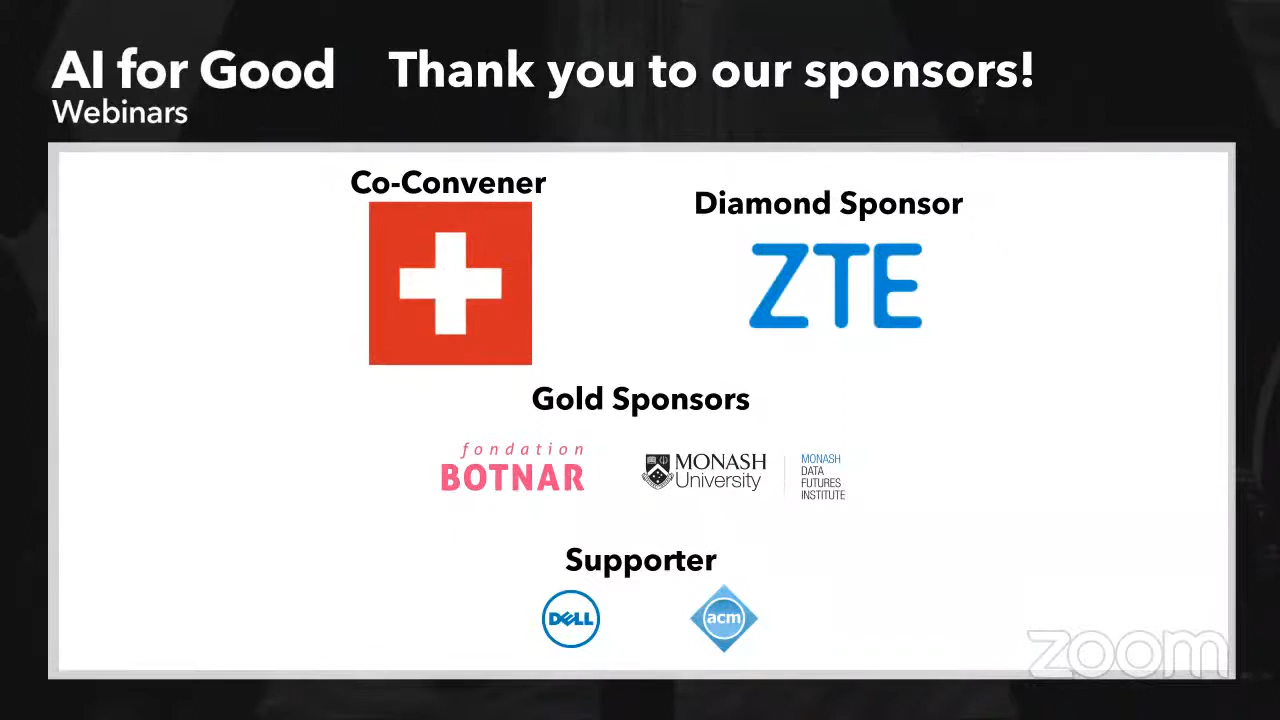 AI for Good
Webinars
Thank you to our sponsors!
Co-Convener
Diamond Sponsor
ZTE
Gold Sponsors
fondation
BOTNAR
MONASH
University
MONASH
DATA
FUTURES
INSTITUTE
Supporter
DELL
acm
zoom